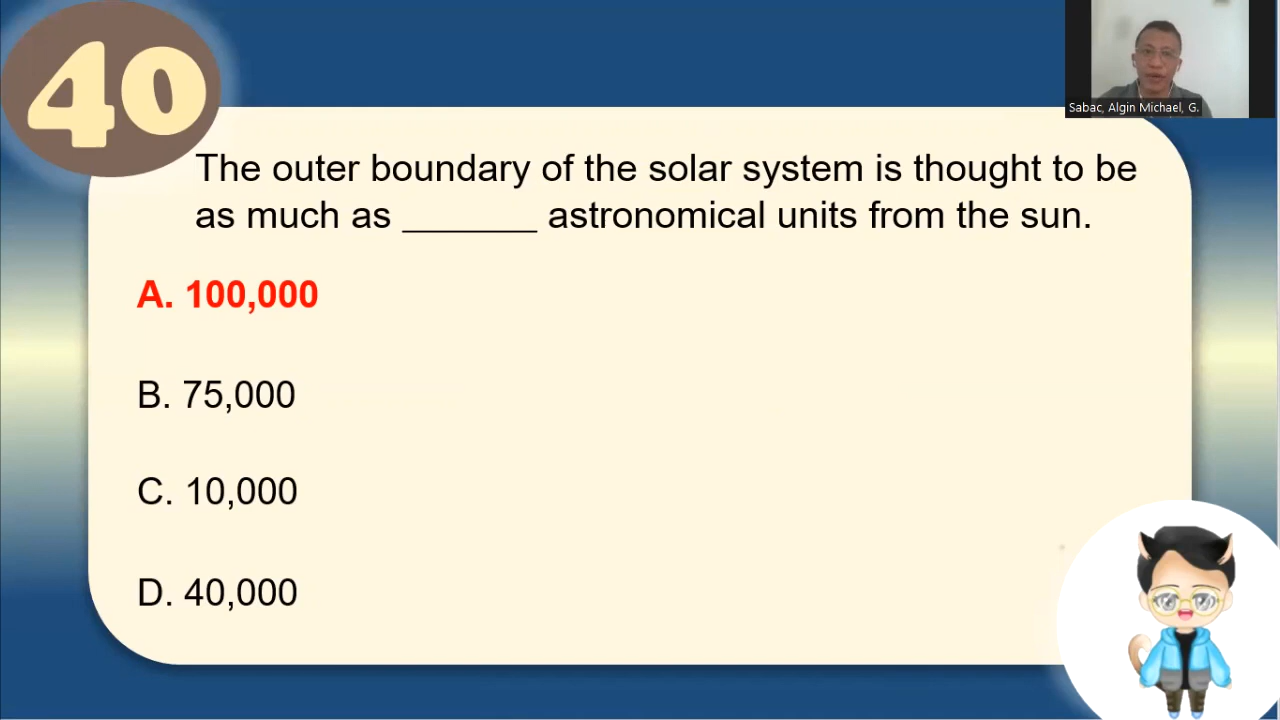 40
Sabac, Algin Michael, G.
The outer boundary of the solar system is thought to be
as much as _______ astronomical units from the sun.
A. 100,000
B. 75,000
C. 10,000
D. 40,000